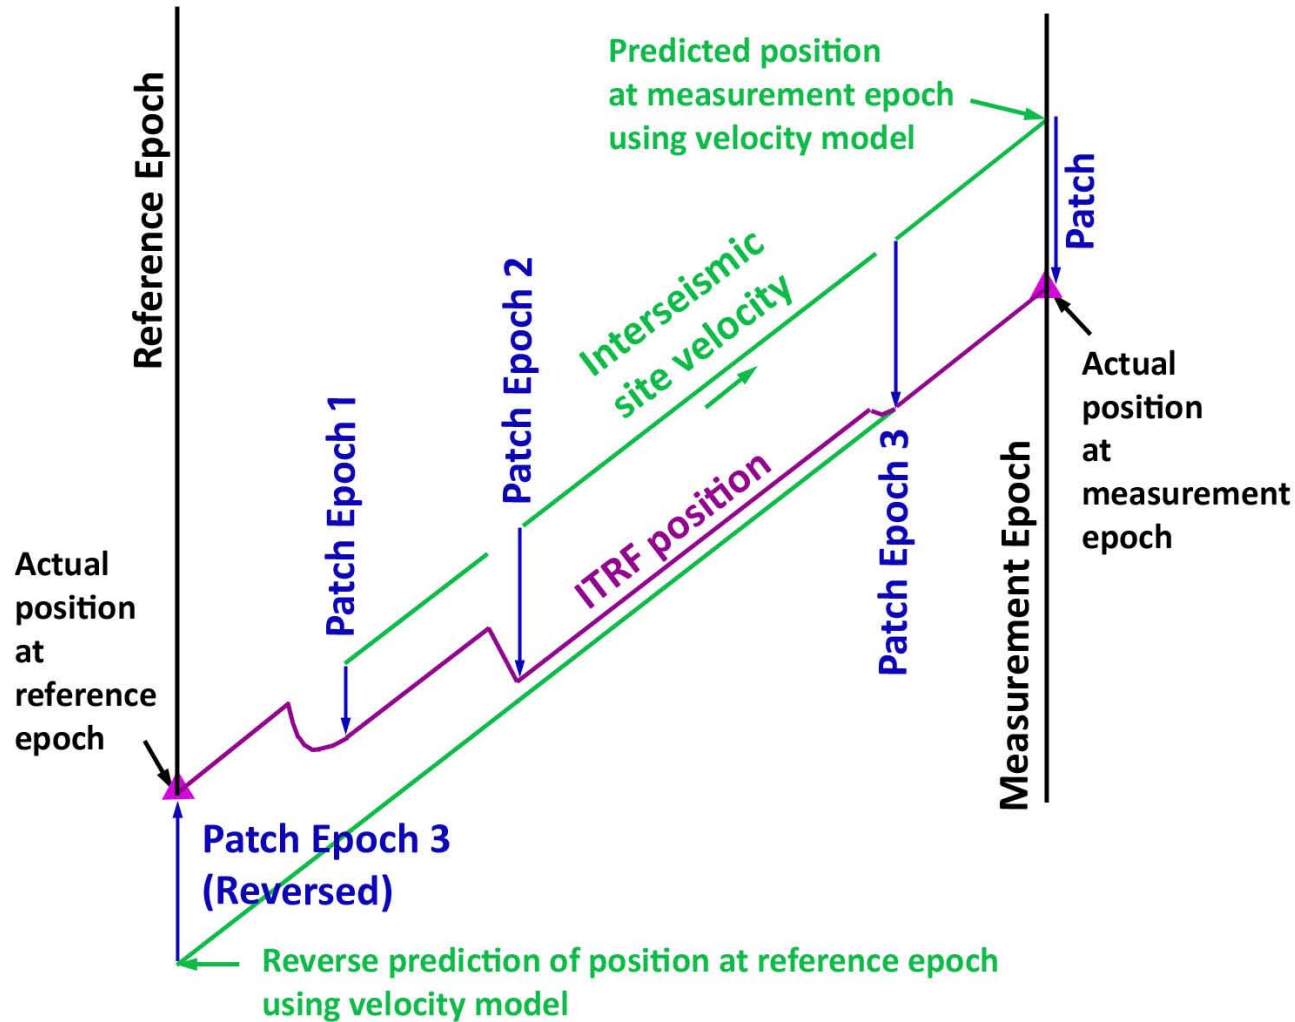 Reference Epoch
Predicted position
at measurement epoch
using velocity model
Patch
Interseismic
site velocity
Patch Epoch 2
Patch Epoch 1
ITRF position
Patch Epoch 3
Measurement Epoch
Actual
position
at
measurement
epoch
Actual
position
at
reference
epoch
Patch Epoch 3
(Reversed)
Reverse prediction of position at reference epoch
using velocity model